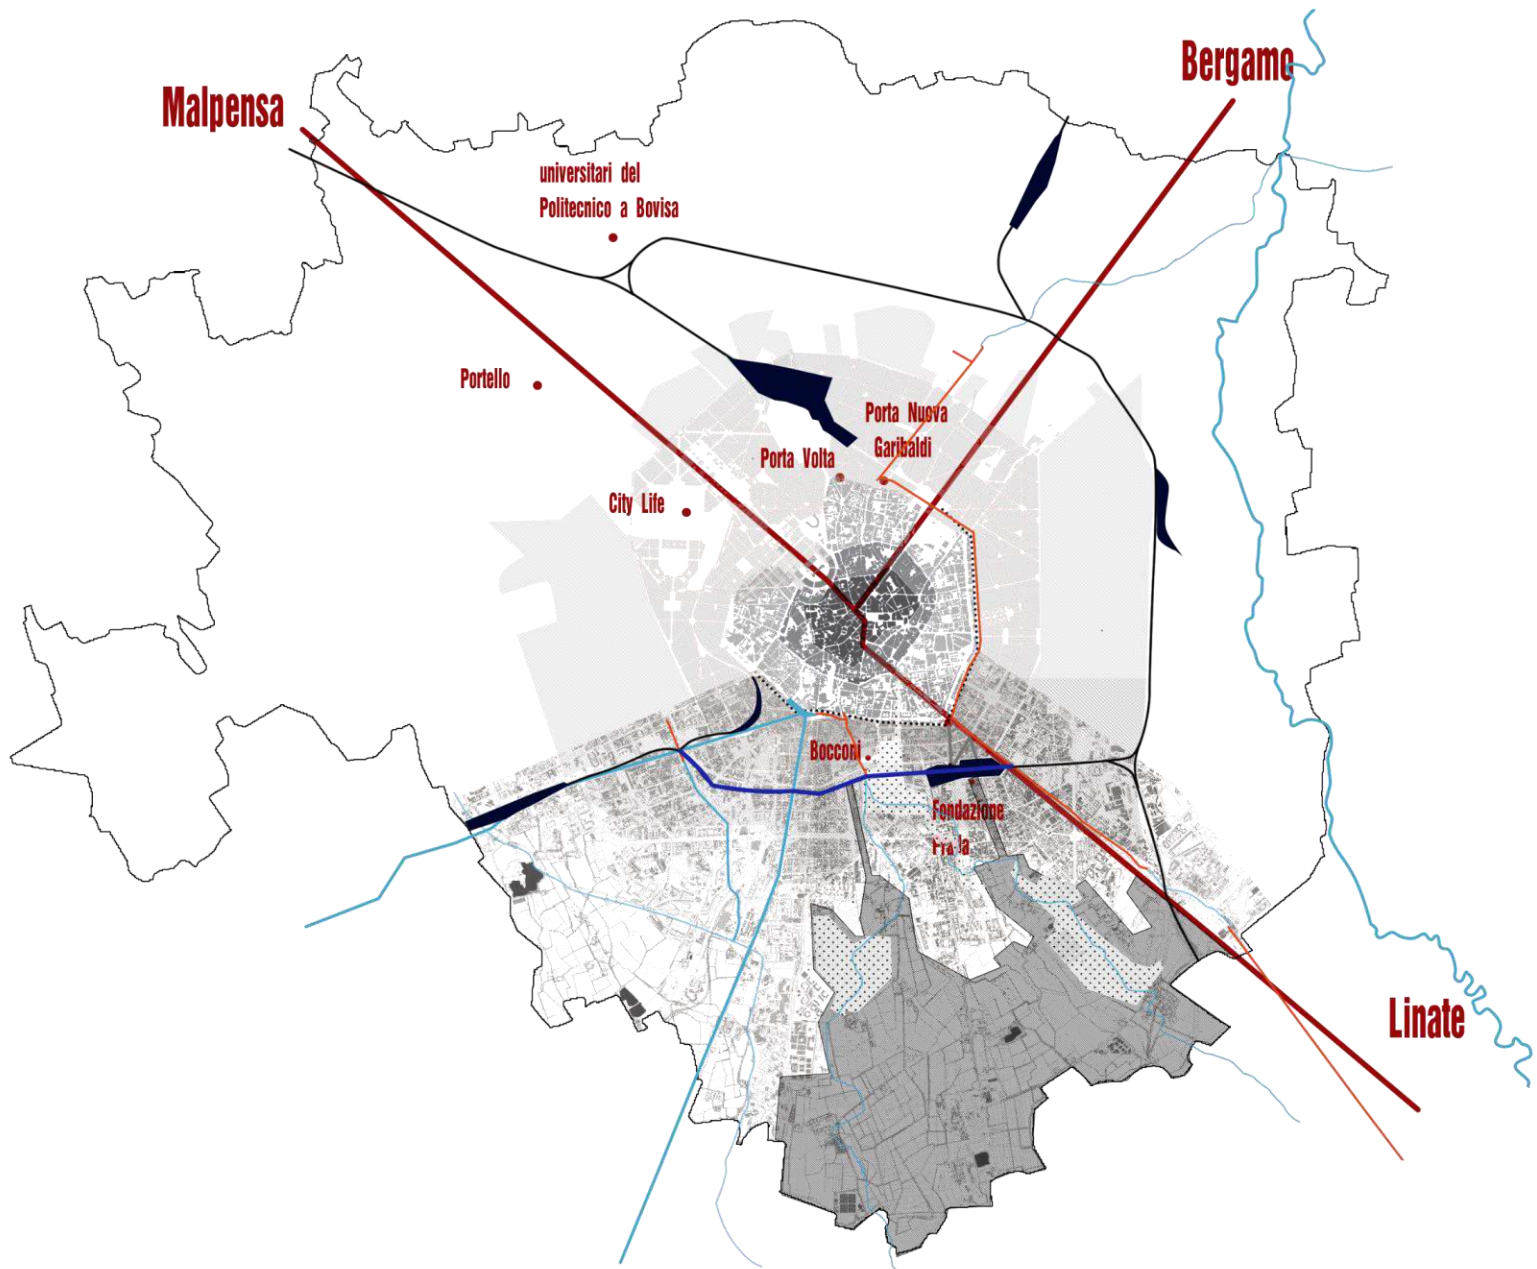 Bergamo
Malpensa
universitari del
Politecnico a Bovisa
Portello
Porta Nuova
Garibaldi
Porta Volta
City Life
Bocconi
Fondazione
Linate